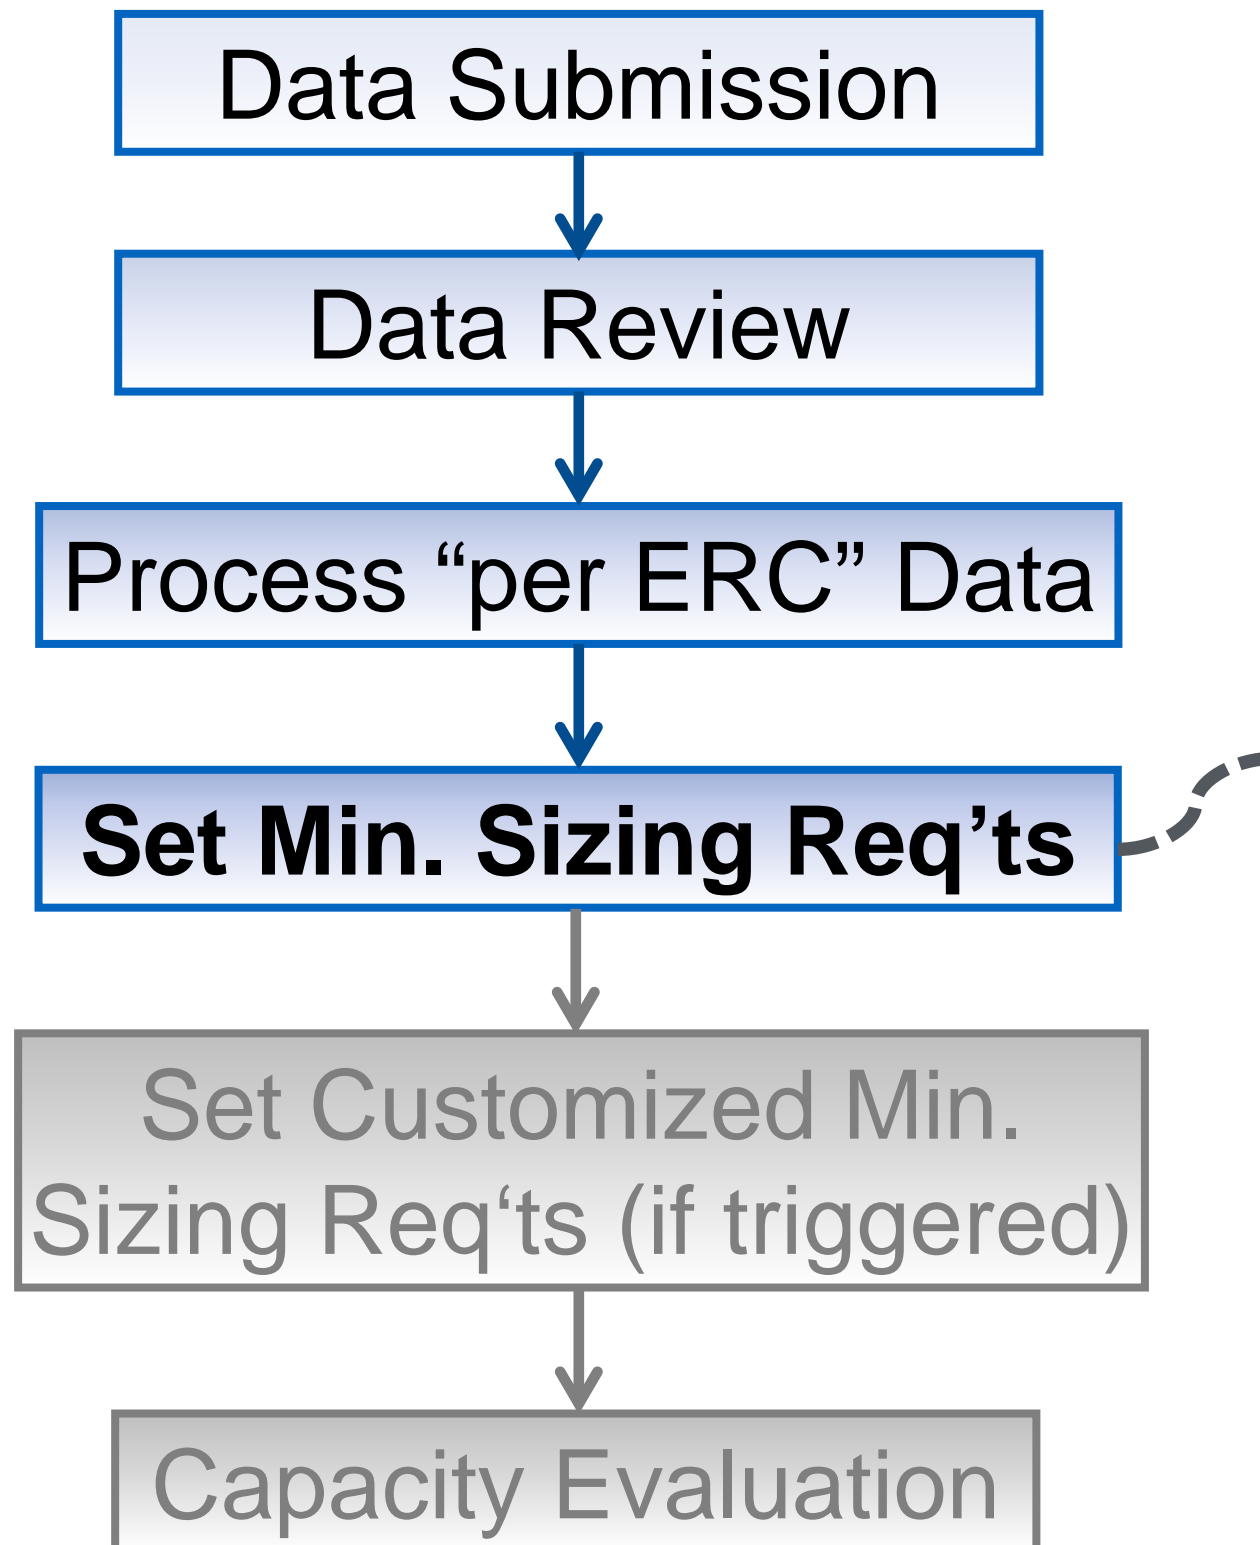 Data Submission
Data Review
Process “per ERC” Data
Set Min. Sizing Req’ts
Set Customized Min.
Sizing Req‘ts (if triggered)
Capacity Evaluation